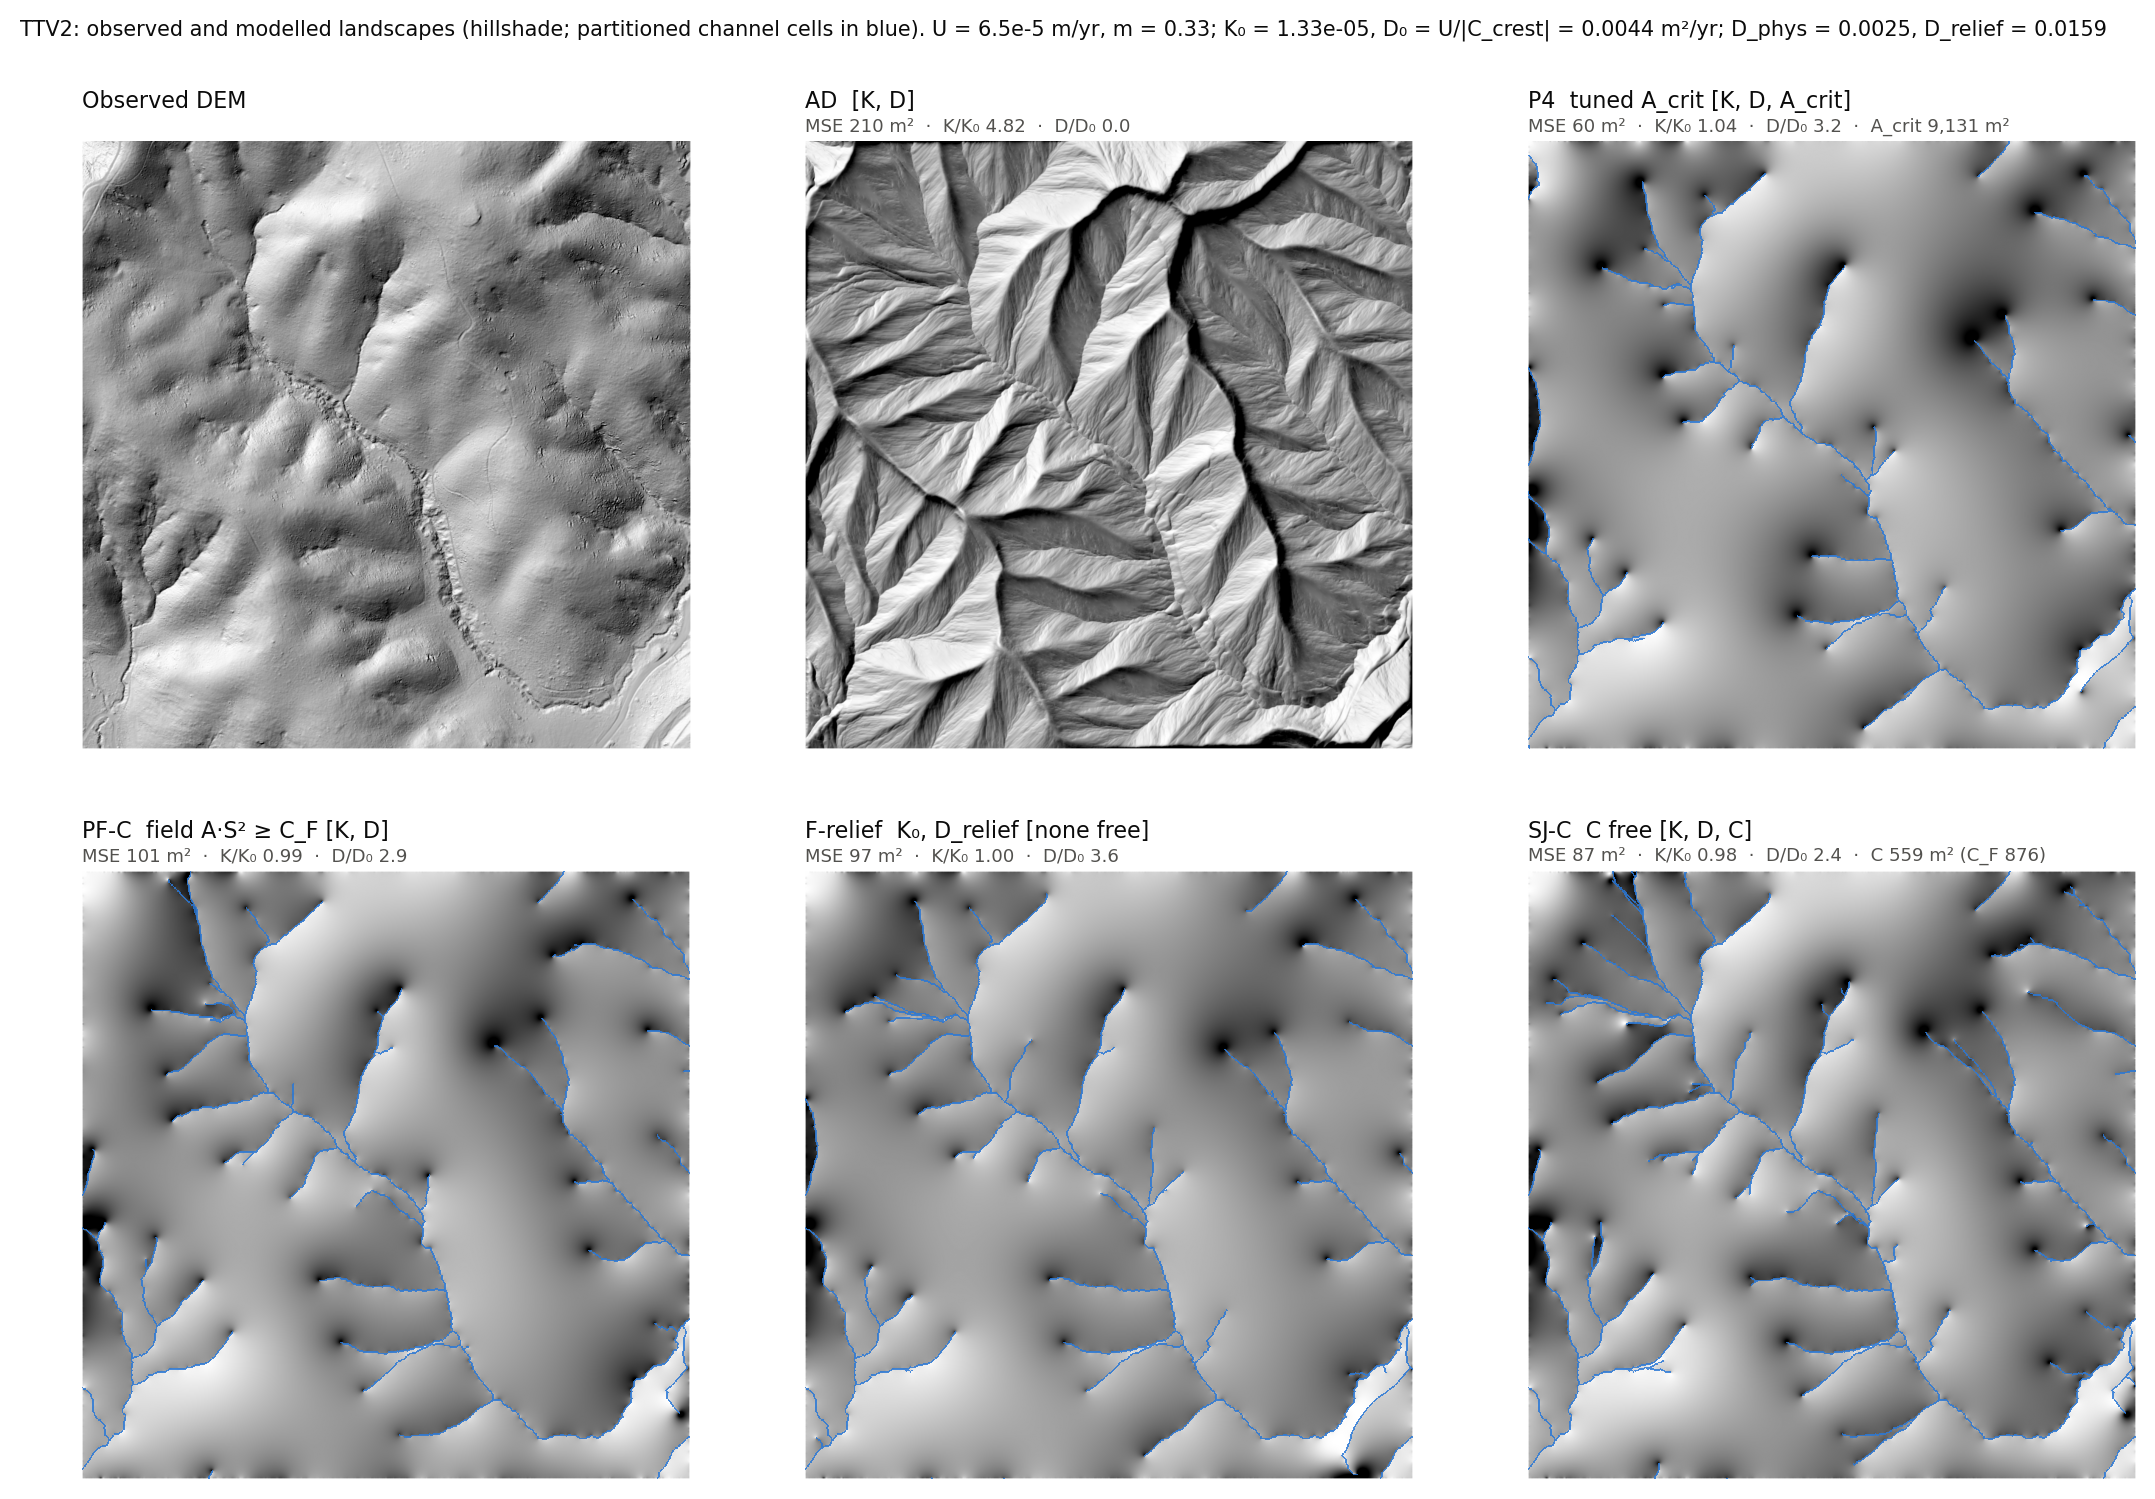 TTV2: observed and modelled landscapes (hillshade; partitioned channel cells in blue). U = 6.5e-5 m/yr, m = 0.33; K₀ = 1.33e-05, D₀ = U/|C_crest| = 0.0044 m²/yr; D_phys = 0.0025, D_relief = 0.0159
Observed DEM
AD [K, D]
MSE 210 m² · K/K₀ 4.82 · D/D₀ 0.0
P4 tuned A_crit [K, D, A_crit]
MSE 60 m² · K/K₀ 1.04 · D/D₀ 3.2 · A_crit 9,131 m²
PF-C field A·S² ≥ C_F [K, D]
MSE 101 m² · K/K₀ 0.99 · D/D₀ 2.9
F-relief K₀, D_relief [none free]
MSE 97 m² · K/K₀ 1.00 · D/D₀ 3.6
SJ-C C free [K, D, C]
MSE 87 m² · K/K₀ 0.98 · D/D₀ 2.4 · C 559 m² (C_F 876)